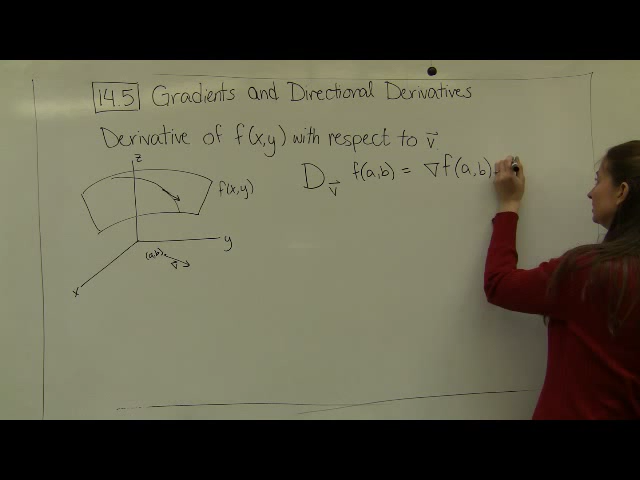 14.5 Gradients and Directional Derivatives
Derivative of f(x,y) with respect to v⃗
D_v⃗ f(a,b) = ∇f(a,b) ·
z
f(x,y)
y
(a,b)
v⃗
x